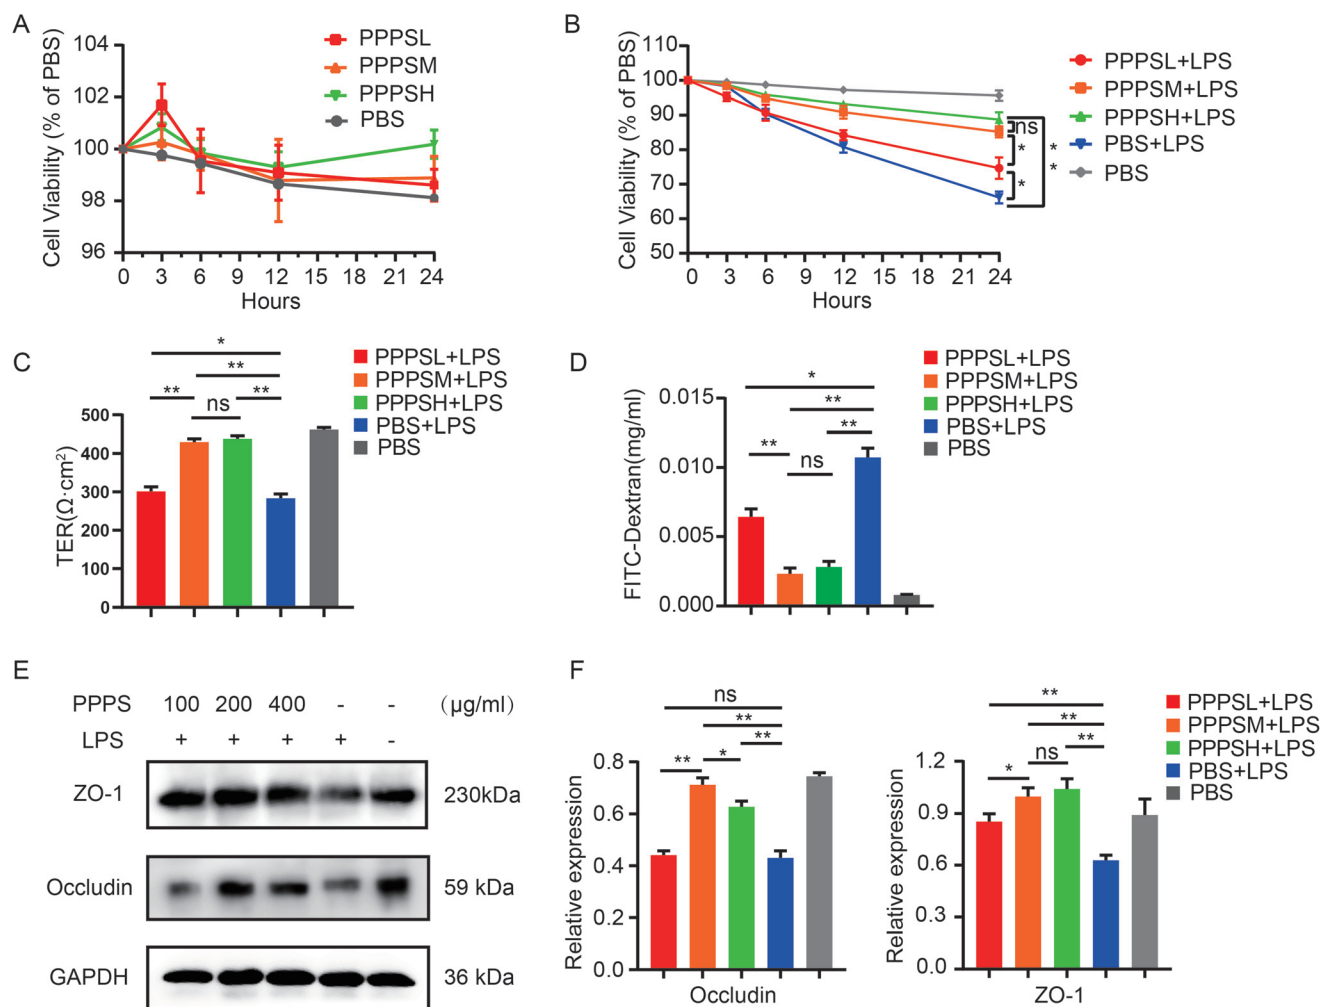 A
Cell Viability (% of PBS)
104
102
100
98
96
0 3 6 9 12 15 18 21 24
Hours
PPPSL
PPPSM
PPPSH
PBS
B
Cell Viability (% of PBS)
110
100
90
80
70
60
50
0 3 6 9 12 15 18 21 24
Hours
ns
*
*
* *
PPPSL+LPS
PPPSM+LPS
PPPSH+LPS
PBS+LPS
PBS
C
TER(Ω·cm²)
500
400
300
200
100
0
*
**
** **
ns
PPPSL+LPS
PPPSM+LPS
PPPSH+LPS
PBS+LPS
PBS
D
FITC-Dextran(mg/ml)
0.015
0.010
0.005
0.000
*
**
**
** ns
PPPSL+LPS
PPPSM+LPS
PPPSH+LPS
PBS+LPS
PBS
E
PPPS 100 200 400 - - (μg/ml)
LPS + + + + -
ZO-1 230kDa
Occludin 59 kDa
GAPDH 36 kDa
F
Relative expression
0.8
0.6
0.4
0.2
0.0
ns
**
**
** *
Occludin
Relative expression
1.2
0.9
0.6
0.3
0.0
**
**
**
* ns
ZO-1
PPPSL+LPS
PPPSM+LPS
PPPSH+LPS
PBS+LPS
PBS